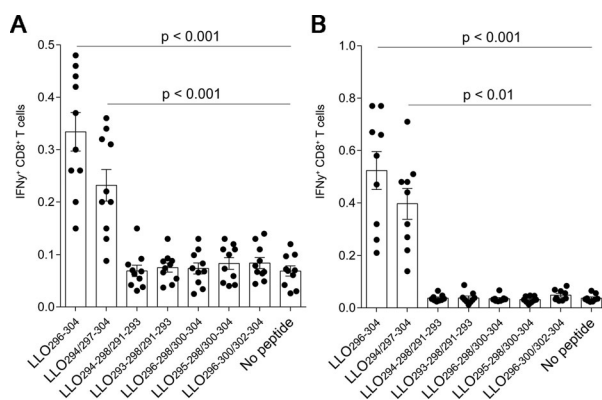 A
p < 0.001
p < 0.001
IFNγ⁺ CD8⁺ T cells
0.5
0.4
0.3
0.2
0.1
0.0
LLO296-304
LLO294/297-304
LLO294-298/291-293
LLO293-298/291-293
LLO296-298/300-304
LLO295-298/300-304
LLO296-300/302-304
No peptide
B
p < 0.001
p < 0.01
IFNγ⁺ CD8⁺ T cells
1.0
0.8
0.6
0.4
0.2
0.0
LLO296-304
LLO294/297-304
LLO294-298/291-293
LLO293-298/291-293
LLO296-298/300-304
LLO295-298/300-304
LLO296-300/302-304
No peptide